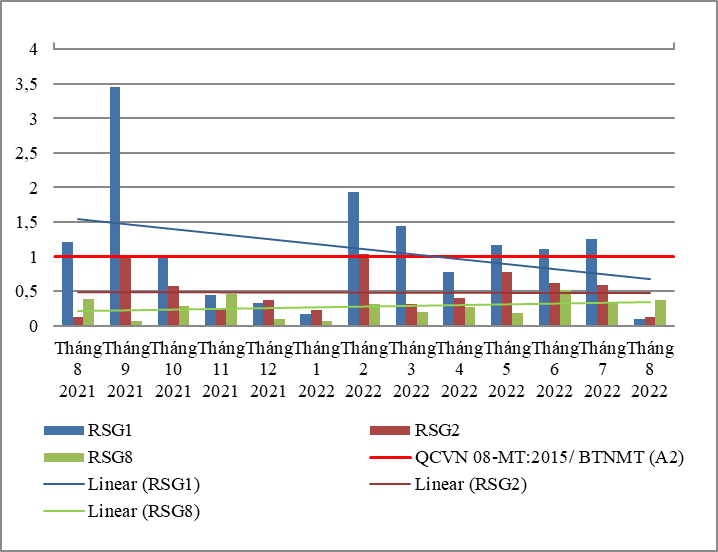 4
3,5
3
2,5
2
1,5
1
0,5
0
Tháng Tháng Tháng Tháng Tháng Tháng Tháng Tháng Tháng Tháng Tháng Tháng Tháng
8 9 10 11 12 1 2 3 4 5 6 7 8
2021 2021 2021 2021 2021 2022 2022 2022 2022 2022 2022 2022 2022
RSG1 RSG2
RSG8 QCVN 08-MT:2015/ BTNMT (A2)
Linear (RSG1) Linear (RSG2)
Linear (RSG8)